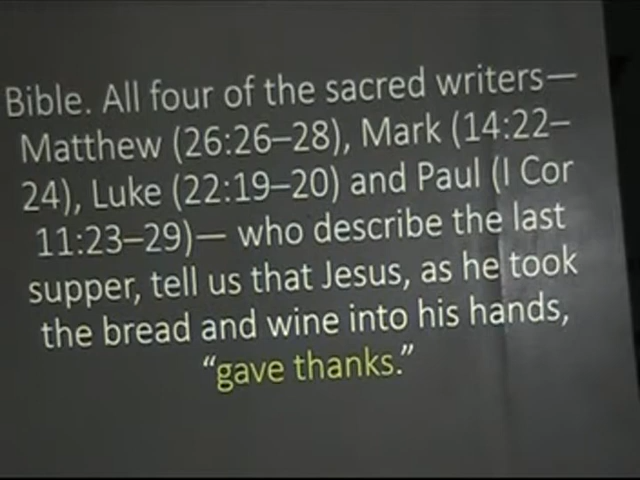 Bible. All four of the sacred writers—
Matthew (26:26–28), Mark (14:22–
24), Luke (22:19–20) and Paul (I Cor
11:23–29)— who describe the last
supper, tell us that Jesus, as he took
the bread and wine into his hands,
“gave thanks.”